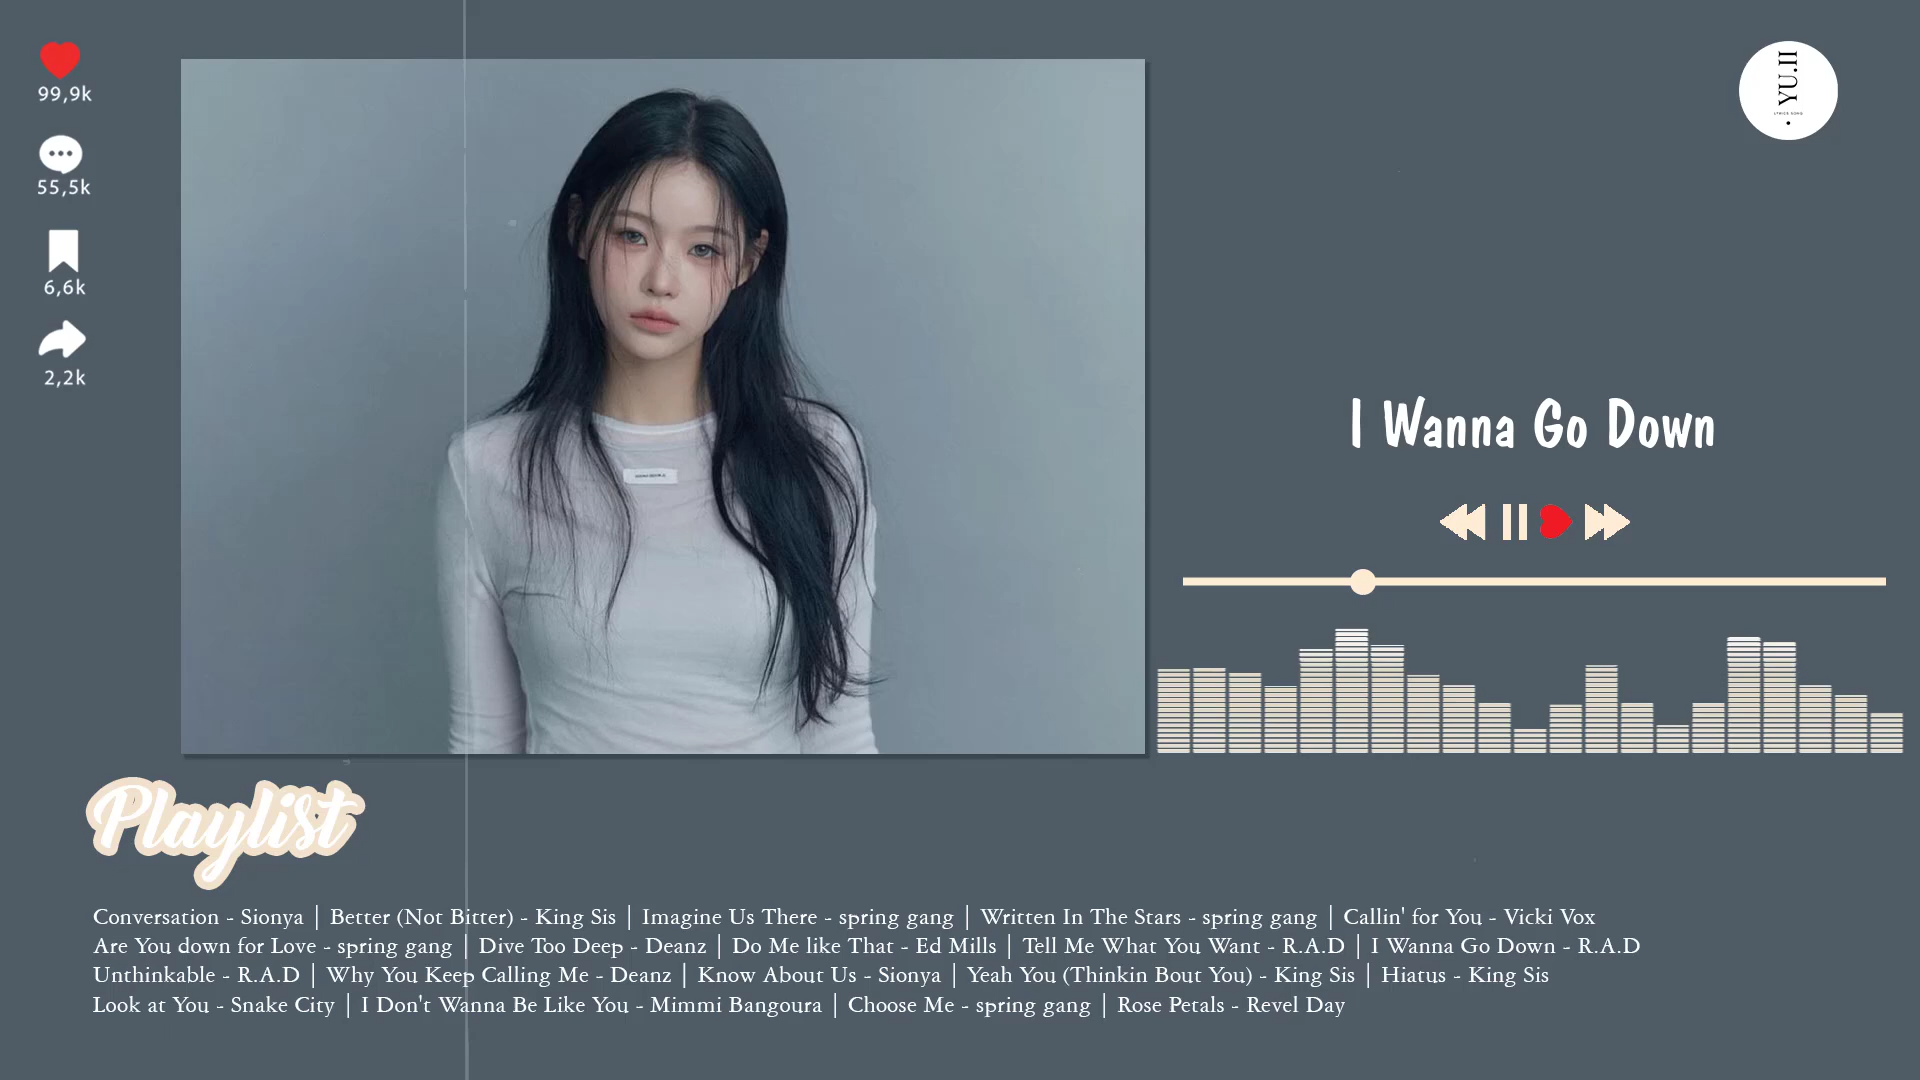 99,9k
55,5k
6,6k
2,2k
YU.II
I Wanna Go Down
Playlist
Conversation - Sionya | Better (Not Bitter) - King Sis | Imagine Us There - spring gang | Written In The Stars - spring gang | Callin' for You - Vicki Vox
Are You down for Love - spring gang | Dive Too Deep - Deanz | Do Me like That - Ed Mills | Tell Me What You Want - R.A.D | I Wanna Go Down - R.A.D
Unthinkable - R.A.D | Why You Keep Calling Me - Deanz | Know About Us - Sionya | Yeah You (Thinkin Bout You) - King Sis | Hiatus - King Sis
Look at You - Snake City | I Don't Wanna Be Like You - Mimmi Bangoura | Choose Me - spring gang | Rose Petals - Revel Day